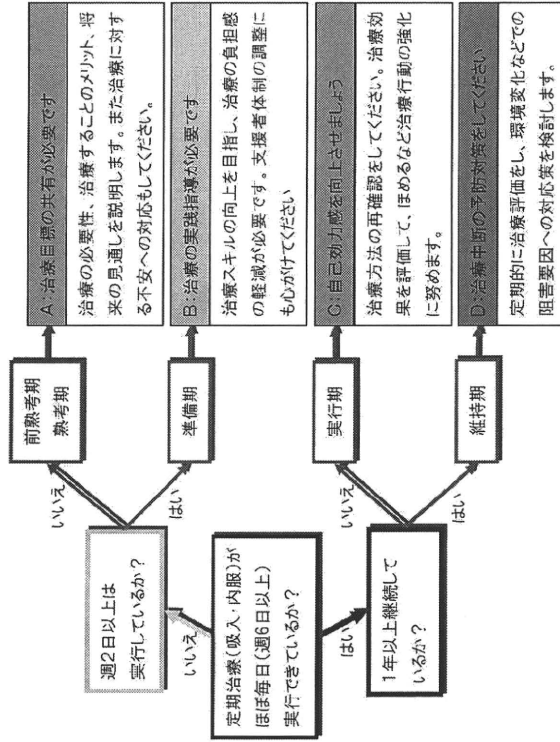 定期治療(吸入・内服)が
ほぼ毎日(週6日以上)
実行できているか?
いいえ
はい
週2日以上は
実行しているか?
いいえ
はい
1年以上継続して
いるか?
いいえ
はい
前熟考期
熟考期
準備期
実行期
維持期
A:治療目標の共有が必要です
治療の必要性、治療することのメリット、将
来の見通しを説明します。また治療に対す
る不安への対応もしてください。
B:治療の実践指導が必要です
治療スキルの向上を目指し、治療の負担感
の軽減が必要です。支援者体制の調整に
も心がけてください
C:自己効力感を向上させましょう
治療方法の再確認をしてください。治療効
果を評価して、ほめるなど治療行動の強化
に努めます。
D:治療中断の予防対策をしてください
定期的に治療評価をし、環境変化などでの
阻害要因への対応策を検討します。